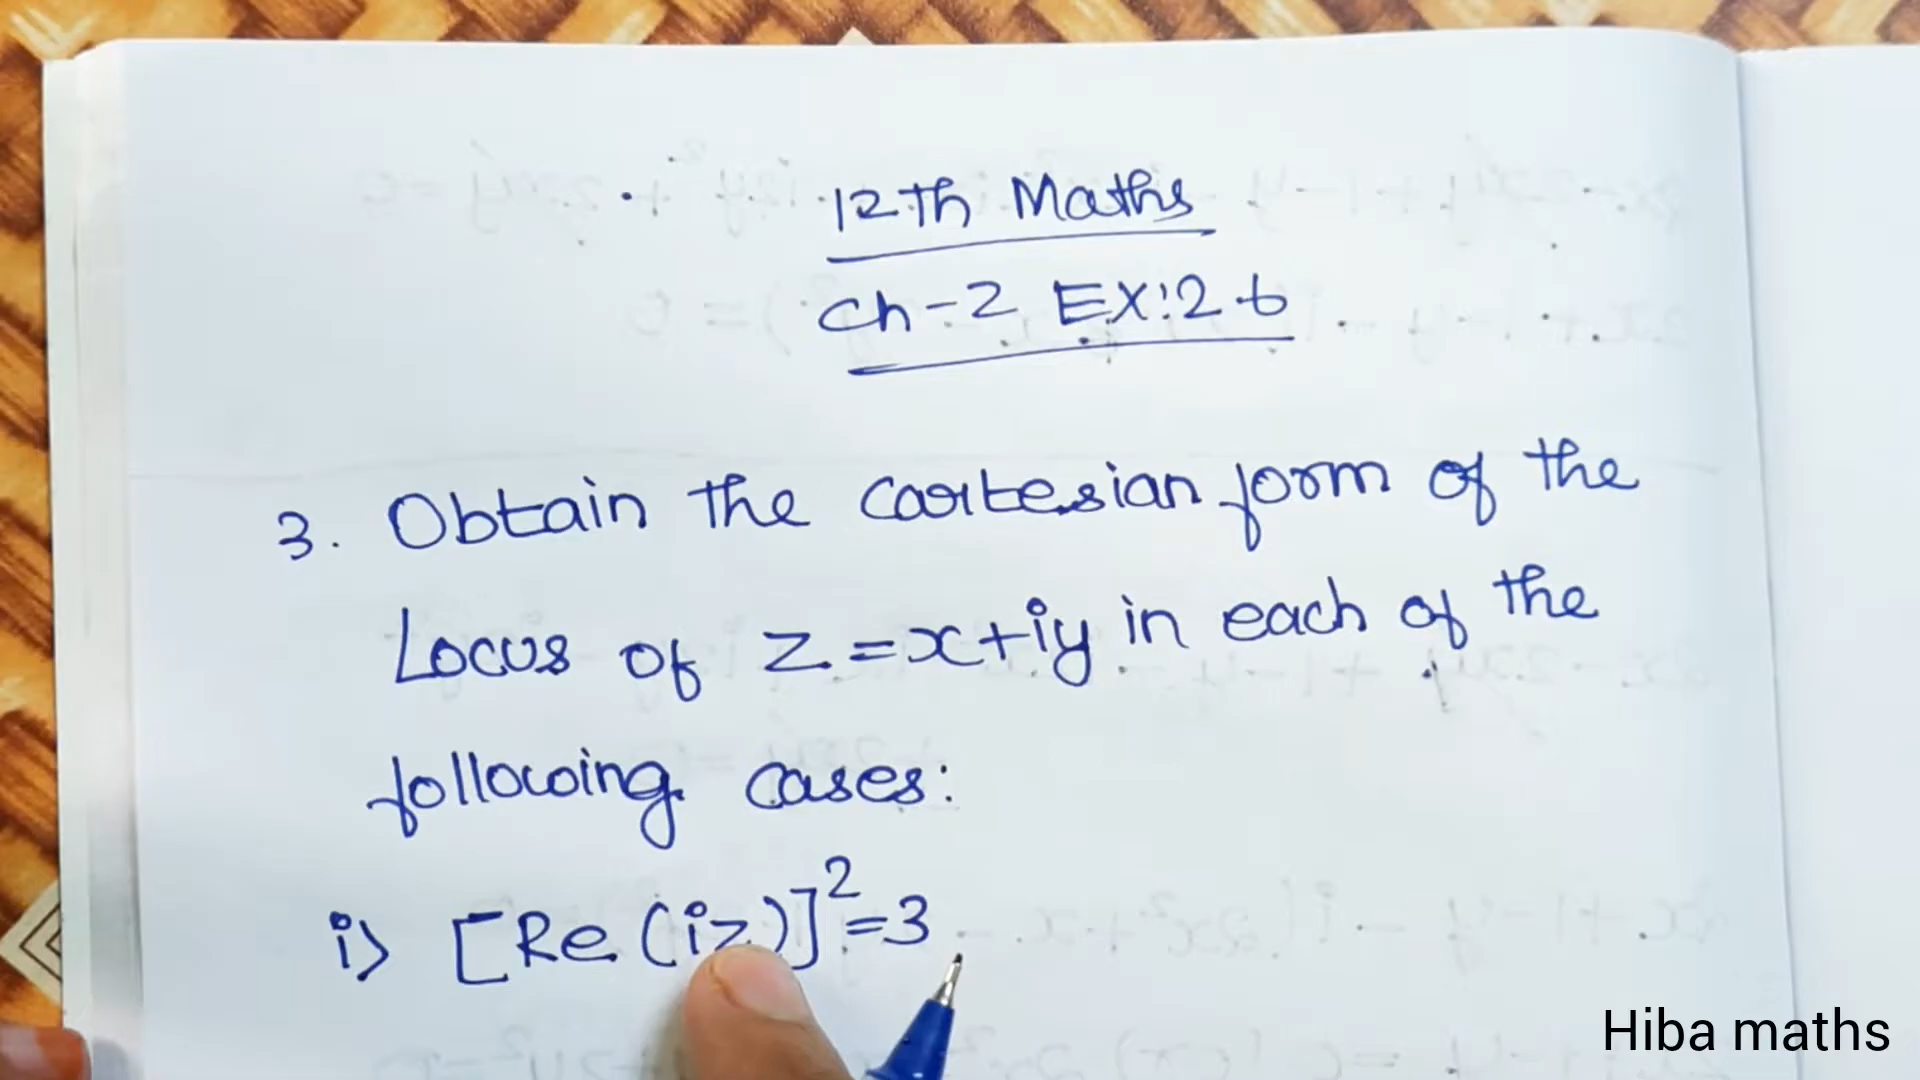 12th Maths
Ch-2 EX:2.6
3. Obtain the cartesian form of the
Locus of z=x+iy in each of the
following cases:
i) [Re(iz)]²=3
Hiba maths